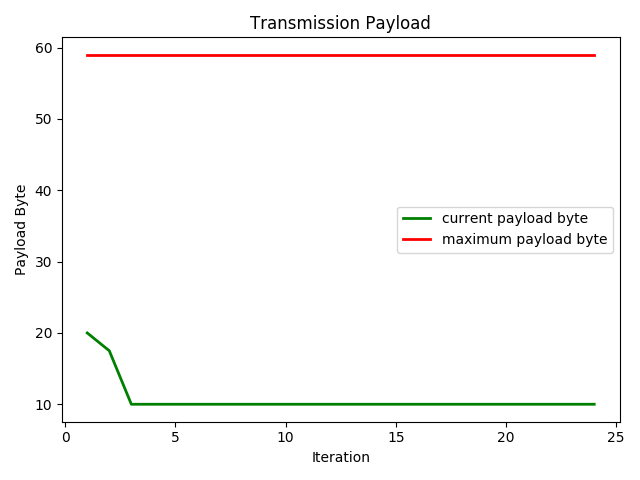 Transmission Payload
60
50
40
30
20
10
Payload Byte
current payload byte
maximum payload byte
0 5 10 15 20 25
Iteration